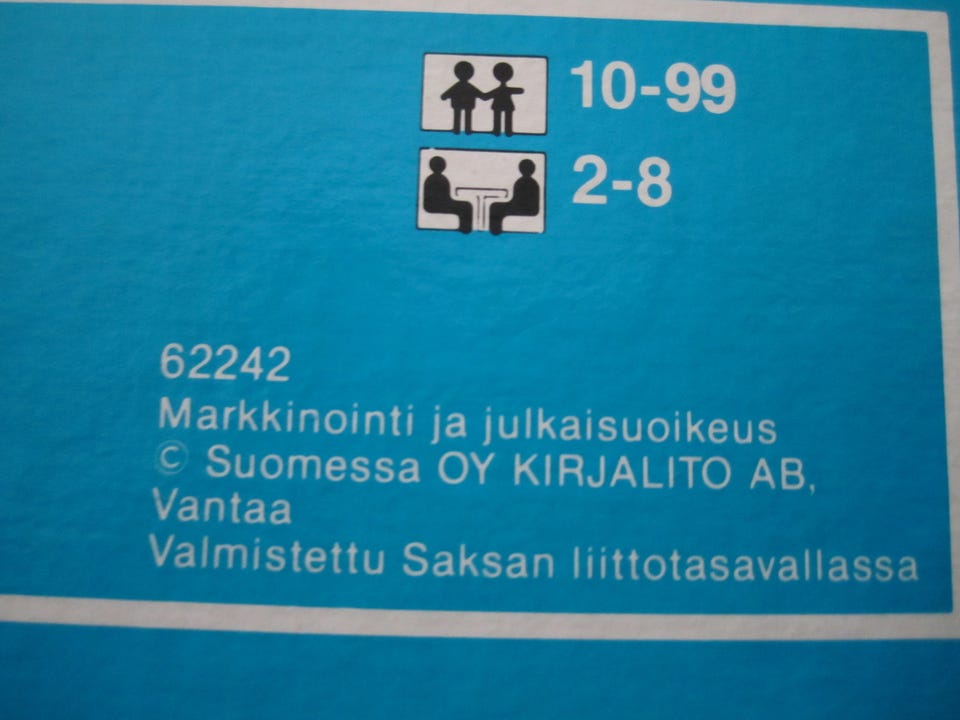 10-99
2-8
62242
Markkinointi ja julkaisuoikeus
© Suomessa OY KIRJALITO AB,
Vantaa
Valmistettu Saksan liittotasavallassa